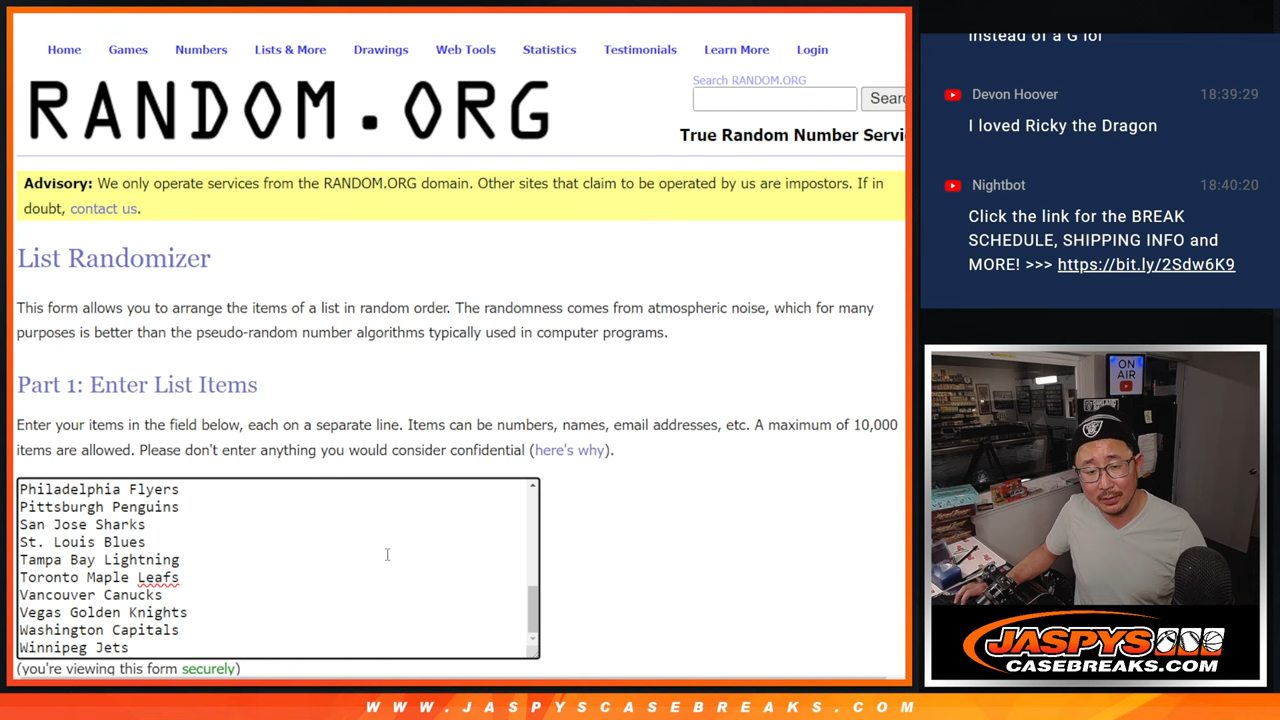 Home Games Numbers Lists & More Drawings Web Tools Statistics Testimonials Learn More Login
RANDOM.ORG
Search RANDOM.ORG
Searc
True Random Number Servi
Advisory: We only operate services from the RANDOM.ORG domain. Other sites that claim to be operated by us are impostors. If in
doubt, contact us.
List Randomizer
This form allows you to arrange the items of a list in random order. The randomness comes from atmospheric noise, which for many
purposes is better than the pseudo-random number algorithms typically used in computer programs.
Part 1: Enter List Items
Enter your items in the field below, each on a separate line. Items can be numbers, names, email addresses, etc. A maximum of 10,000
items are allowed. Please don't enter anything you would consider confidential (here's why).
Philadelphia Flyers
Pittsburgh Penguins
San Jose Sharks
St. Louis Blues
Tampa Bay Lightning
Toronto Maple Leafs
Vancouver Canucks
Vegas Golden Knights
Washington Capitals
Winnipeg Jets
(you're viewing this form securely)
instead of a G lol
Devon Hoover 18:39:29
I loved Ricky the Dragon
Nightbot 18:40:20
Click the link for the BREAK
SCHEDULE, SHIPPING INFO and
MORE! >>> https://bit.ly/2Sdw6K9
ON
AIR
JASPYS
CASEBREAKS.COM
WWW.JASPYSCASEBREAKS.COM